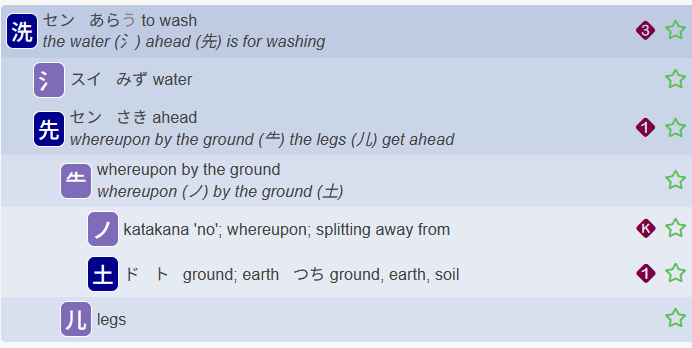 洗 セン あらう to wash 3
the water (氵) ahead (先) is for washing
氵 スイ みず water
先 セン さき ahead 1
whereupon by the ground (⺧) the legs (儿) get ahead
⺧ whereupon by the ground
whereupon (ノ) by the ground (土)
ノ katakana 'no'; whereupon; splitting away from K
土 ド ト ground; earth つち ground, earth, soil 1
儿 legs